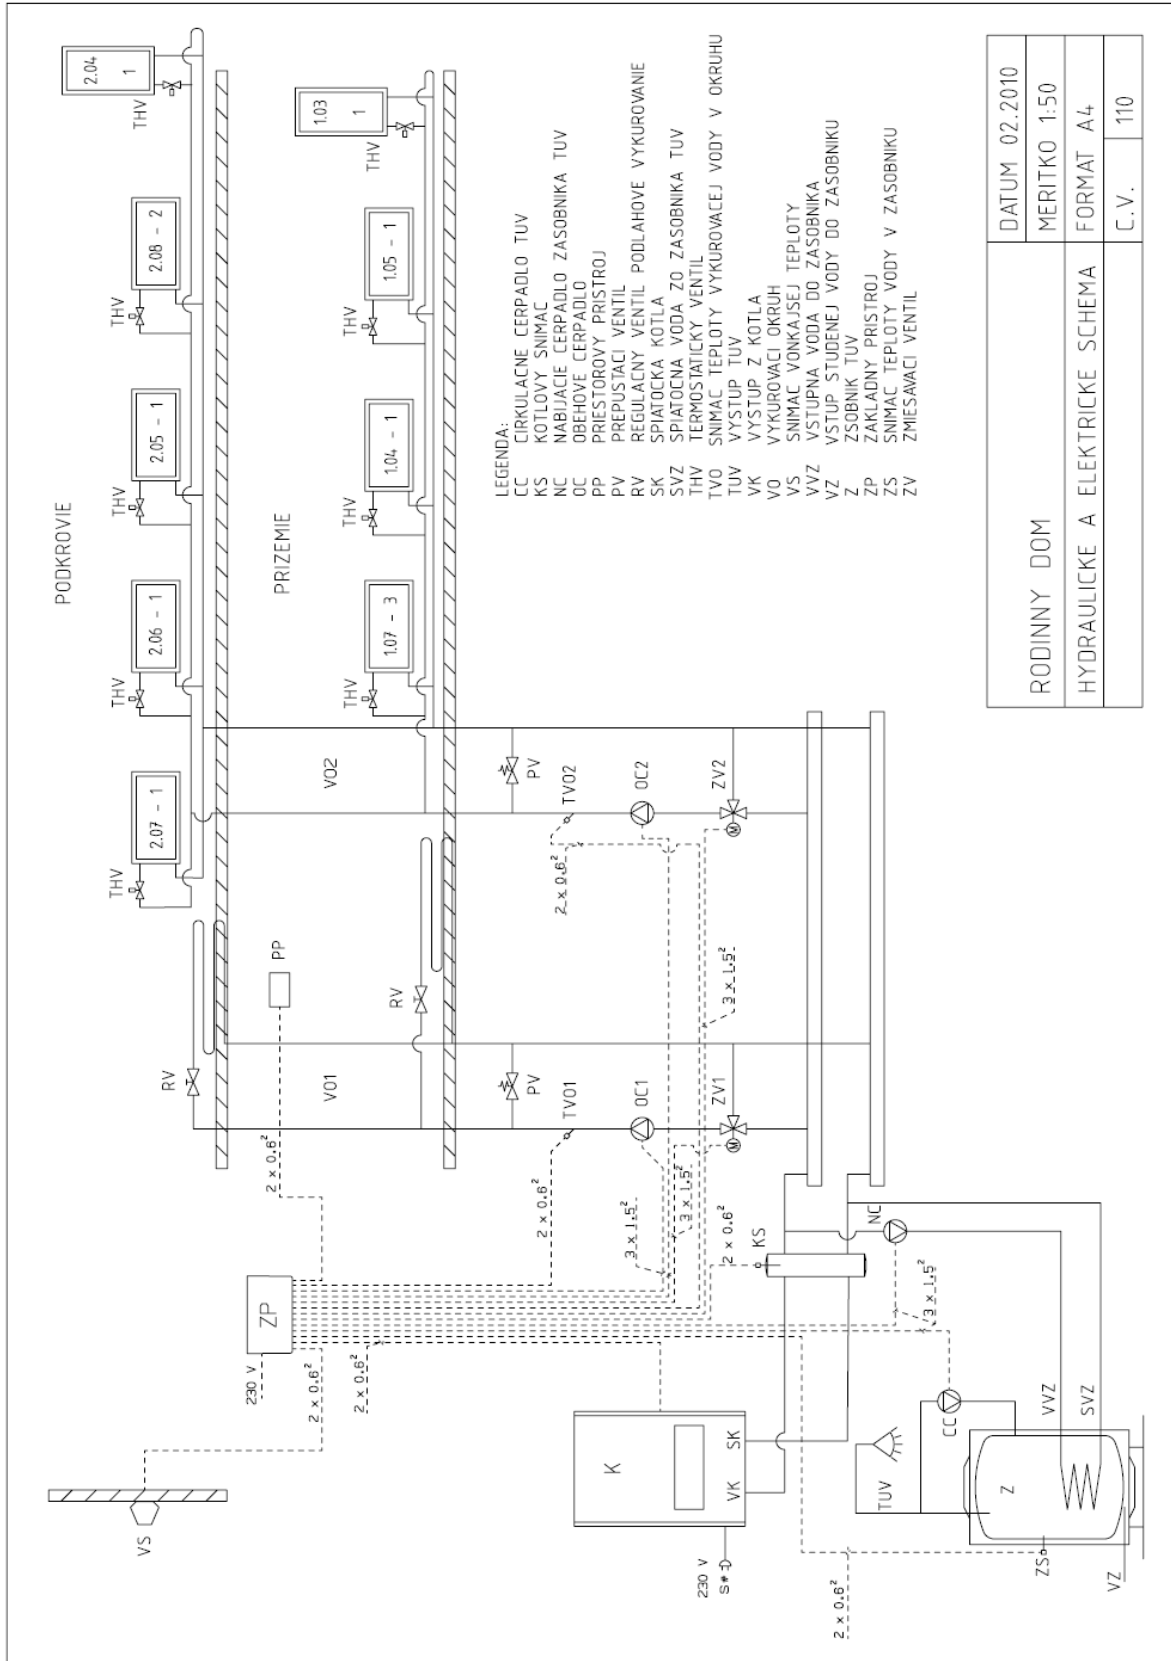 PODKROVIE
2.04
1
THV
THV
2.08 - 2
THV
2.05 - 1
THV
2.06 - 1
THV
2.07 - 1
RV
PRIZEMIE
1.03
1
THV
THV
1.05 - 1
THV
1.04 - 1
THV
1.07 - 3
RV
PP
VO1
VO2
PV
PV
TVO1
TVO2
OC1
OC2
ZV1
ZV2
M
M
2 x 0.6²
2 x 0.6²
2 x 0.6²
3 x 1.5²
3 x 1.5²
3 x 1.5²
2 x 0.6²
KS
NC
3 x 1.5²
ZP
230 V
2 x 0.6²
2 x 0.6²
VS
K
VK
SK
230 V
2 x 0.6²
TUV
CC
Z
VVZ
SVZ
ZS
VZ
LEGENDA:
CC CIRKULACNE CERPADLO TUV
KS KOTLOVY SNIMAC
NC NABIJACIE CERPADLO ZASOBNIKA TUV
OC OBEHOVE CERPADLO
PP PRIESTOROVY PRISTROJ
PV PREPUSTACI VENTIL
RV REGULACNY VENTIL PODLAHOVE VYKUROVANIE
SK SPIATOCKA KOTLA
SVZ SPIATOCNA VODA ZO ZASOBNIKA TUV
THV TERMOSTATICKY VENTIL
TVO SNIMAC TEPLOTY VYKUROVACEJ VODY V OKRUHU
TUV VYSTUP TUV
VK VYSTUP Z KOTLA
VO VYKUROVACI OKRUH
VS SNIMAC VONKAJSEJ TEPLOTY
VVZ VSTUPNA VODA DO ZASOBNIKA
VZ VSTUP STUDENEJ VODY DO ZASOBNIKU
Z ZSOBNIK TUV
ZP ZAKLADNY PRISTROJ
ZS SNIMAC TEPLOTY VODY V ZASOBNIKU
ZV ZMIESAVACI VENTIL
RODINNY DOM
HYDRAULICKE A ELEKTRICKE SCHEMA
DATUM 02.2010
MERITKO 1:50
FORMAT A4
C.V. 110